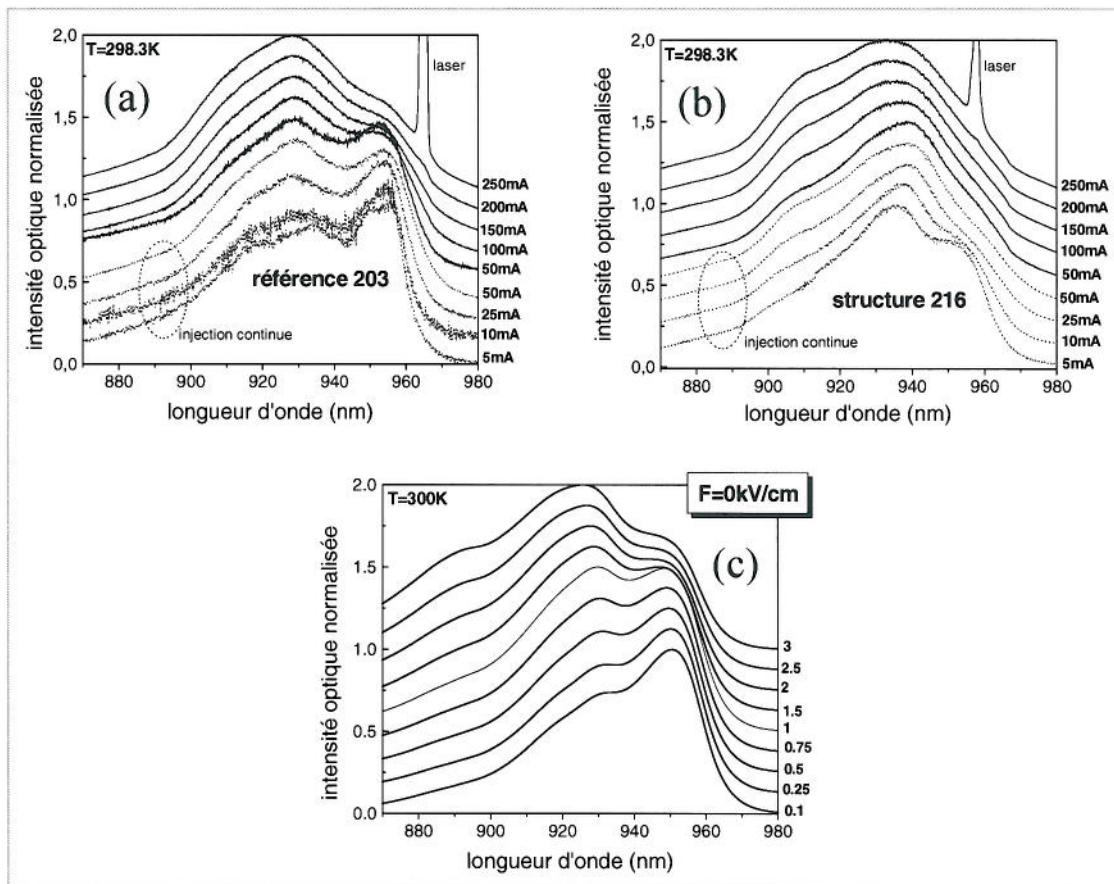 T=298.3K
(a)
laser
référence 203
injection continue
intensité optique normalisée
2,0
1,5
1,0
0,5
0,0
250mA
200mA
150mA
100mA
50mA
50mA
25mA
10mA
5mA
880 900 920 940 960 980
longueur d'onde (nm)
T=298.3K
(b)
laser
structure 216
injection continue
intensité optique normalisée
2,0
1,5
1,0
0,5
0,0
250mA
200mA
150mA
100mA
50mA
50mA
25mA
10mA
5mA
880 900 920 940 960 980
longueur d'onde (nm)
T=300K
F=0kV/cm
(c)
intensité optique normalisée
2.0
1.5
1.0
0.5
0.0
3
2.5
2
1.5
1
0.75
0.5
0.25
0.1
880 900 920 940 960 980
longueur d'onde (nm)